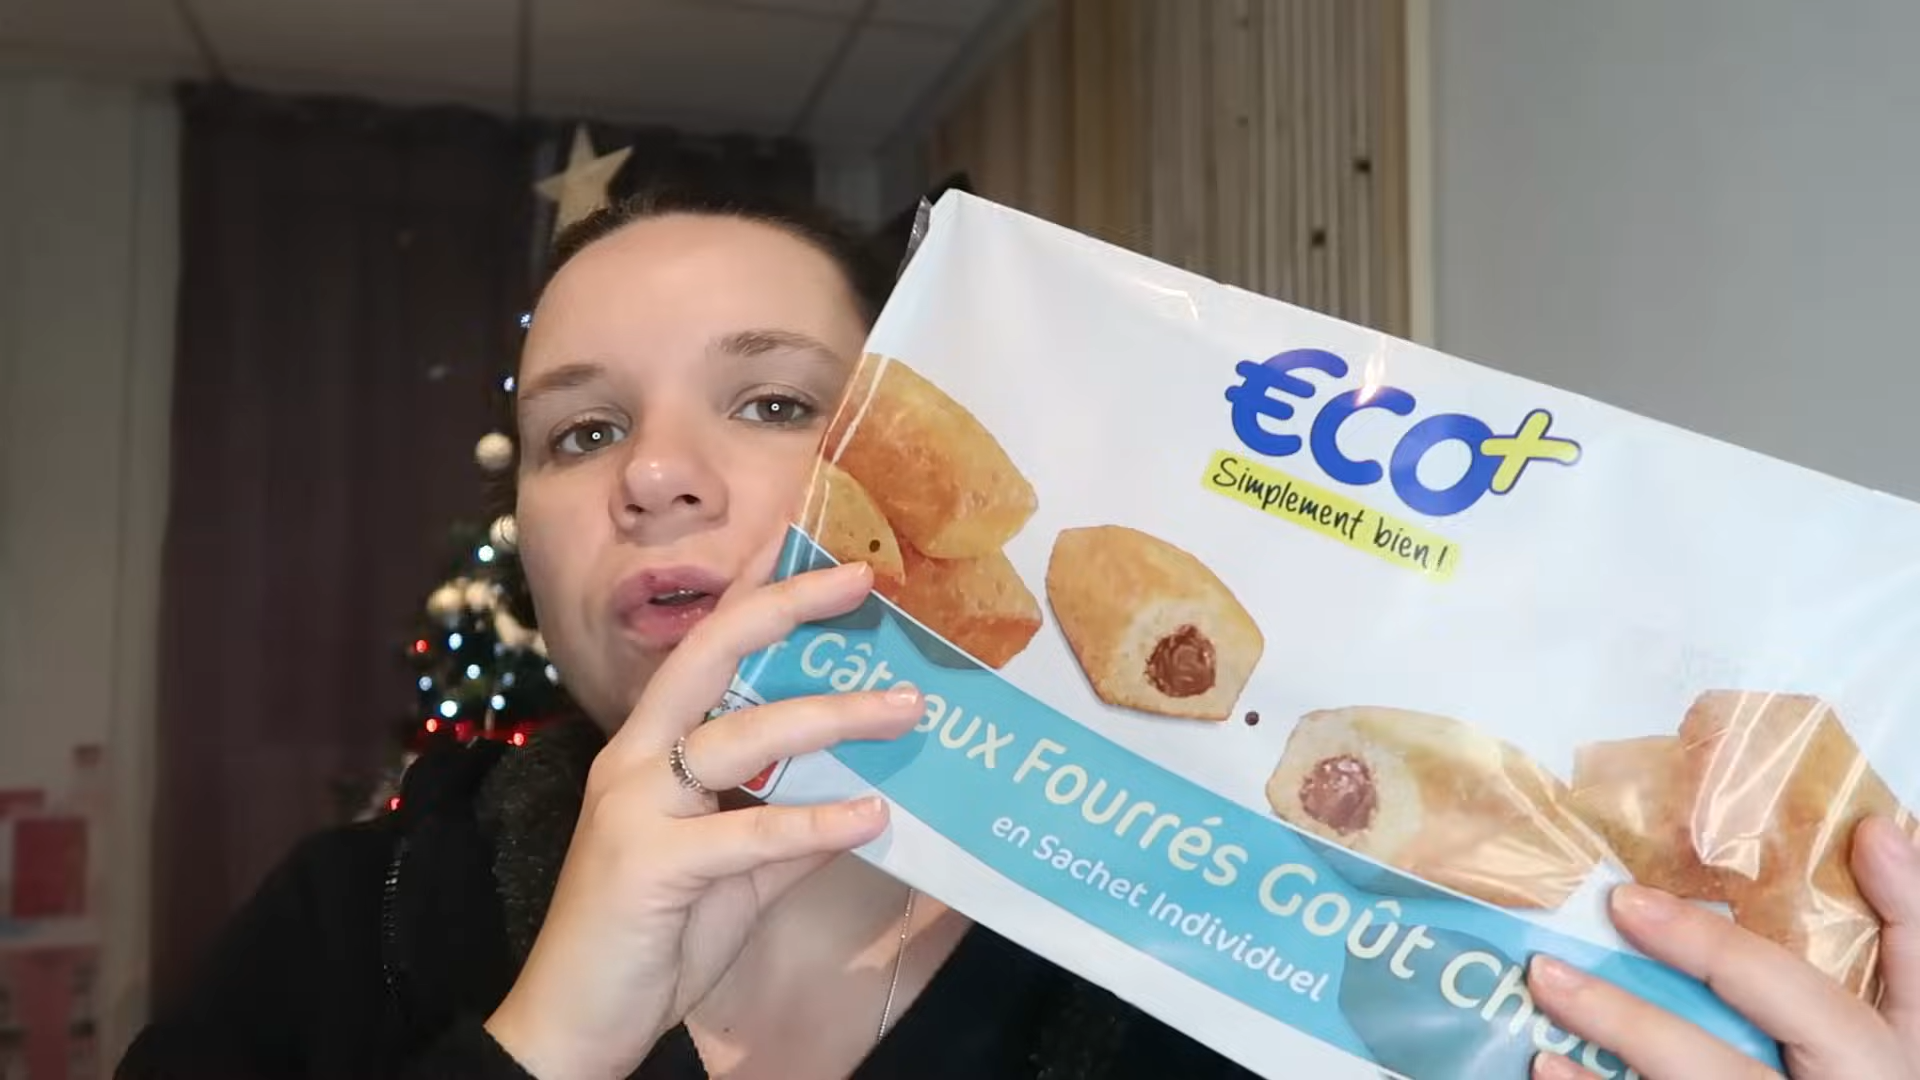 €CO+
Simplement bien !
Gâteaux Fourrés Goût Choc
en Sachet Individuel